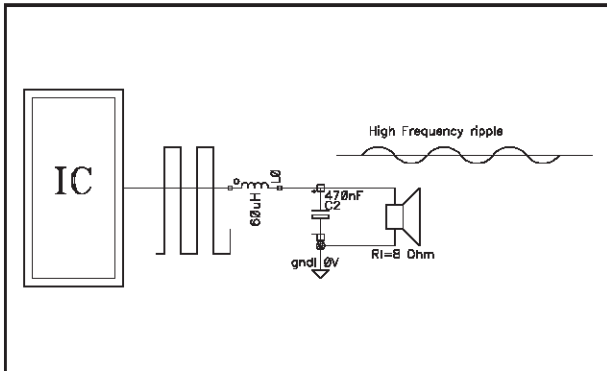 IC
High Frequency ripple
L0
60uH
470nF
C2
gndl 0V
Rl=8 Ohm